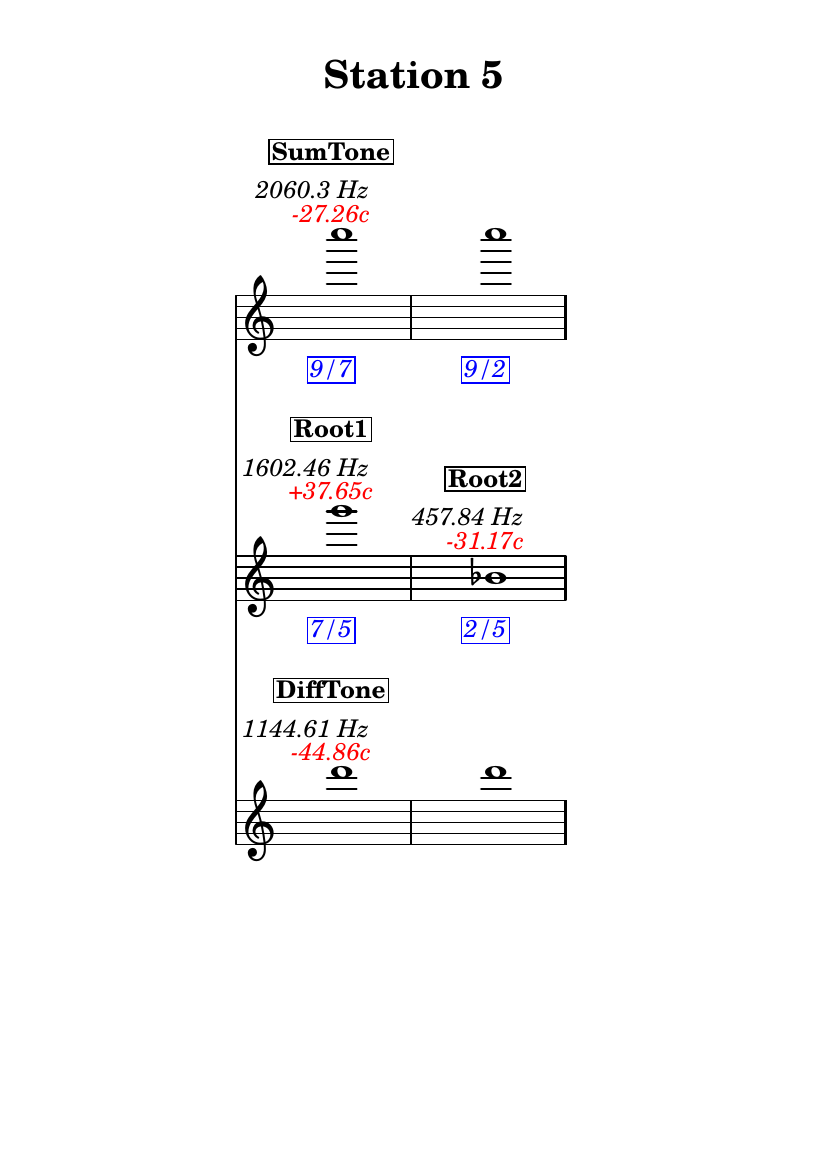 Station 5
SumTone
2060.3 Hz
-27.26c
9/7
9/2
Root1
1602.46 Hz
+37.65c
Root2
457.84 Hz
-31.17c
7/5
2/5
DiffTone
1144.61 Hz
-44.86c